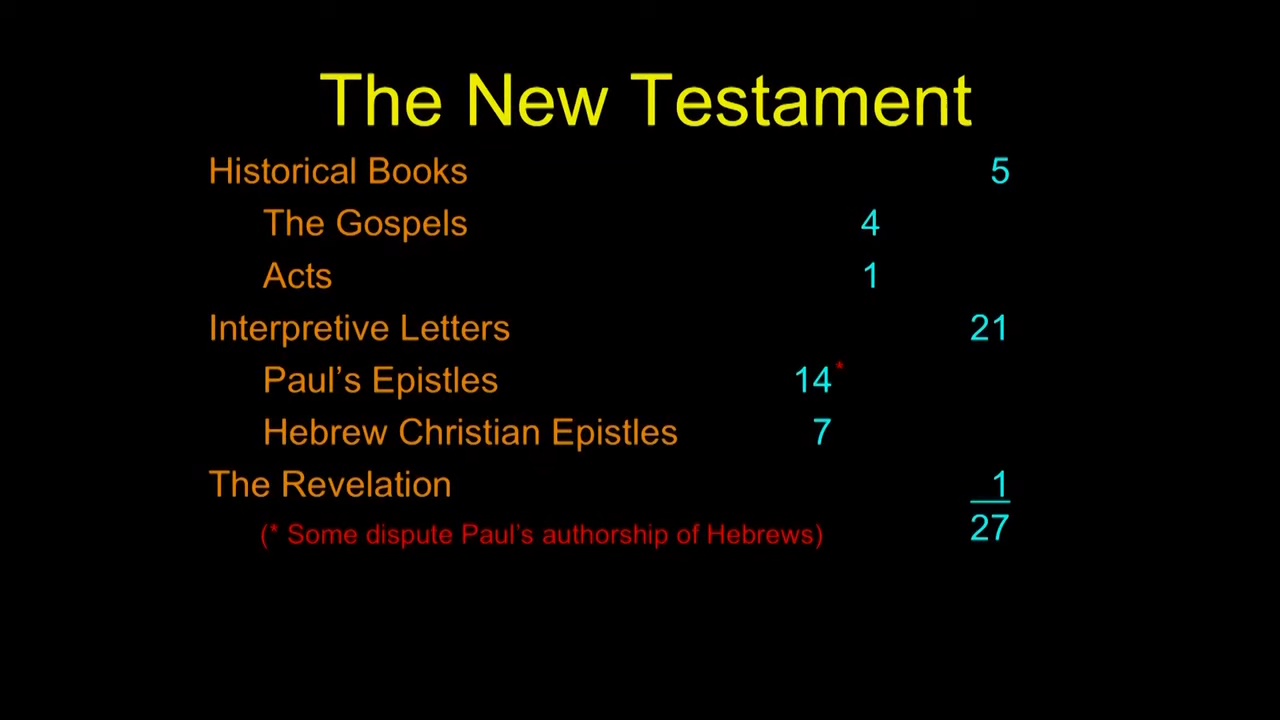 The New Testament
Historical Books 5
The Gospels 4
Acts 1
Interpretive Letters 21
Paul’s Epistles 14*
Hebrew Christian Epistles 7
The Revelation 1
(* Some dispute Paul’s authorship of Hebrews) 27